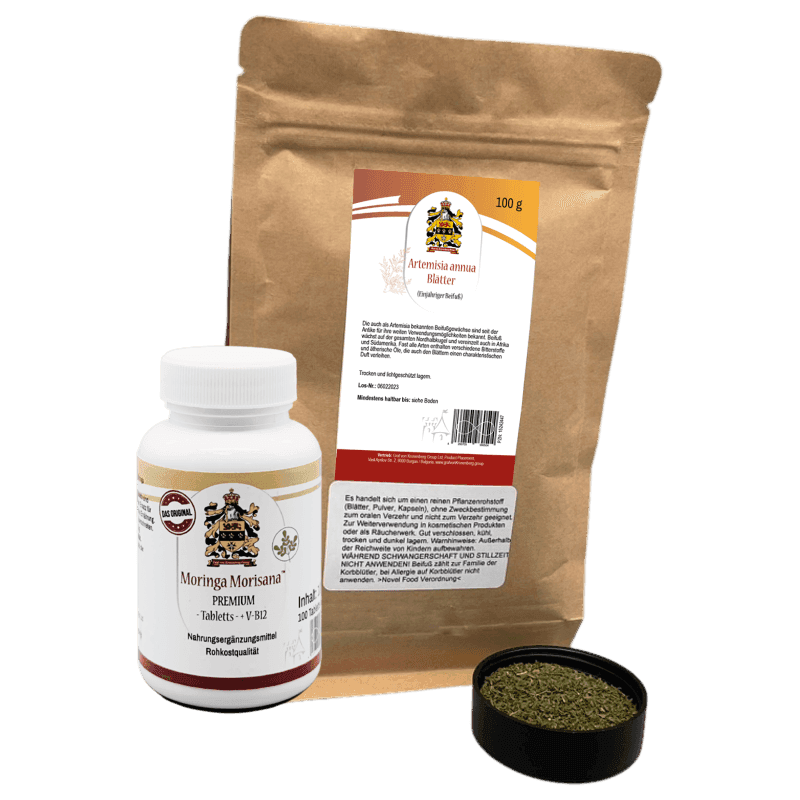 100 g
Artemisia annua
Blätter
(Einjähriger Beifuß)
Die auch als Artemisia bekannten Beifußgewächse sind seit der
Antike für ihre weiten Verwendungsmöglichkeiten bekannt. Beifuß
wächst auf der gesamten Nordhalbkugel und vereinzelt auch in Afrika
und Südamerika. Fast alle Arten enthalten verschiedene Bitterstoffe
und ätherische Öle, die auch den Blättern einen charakteristischen
Duft verleihen.
Trocken und lichtgeschützt lagern.
Los-Nr.: 06022023
Mindestens haltbar bis: siehe Boden
Es handelt sich um einen reinen Pflanzenrohstoff
(Blätter, Pulver, Kapseln), ohne Zweckbestimmung
zum oralen Verzehr und nicht zum Verzehr geeignet.
Zur Weiterverwendung in kosmetischen Produkten
oder als Räucherwerk. Gut verschlossen, kühl,
trocken und dunkel lagern. Warnhinweise: Außerhalb
der Reichweite von Kindern aufbewahren.
WÄHREND SCHWANGERSCHAFT UND STILLZEIT
NICHT ANWENDEN! Beifuß zählt zur Familie der
Korbblütler, bei Allergie auf Korbblütler nicht
anwenden. >Novel Food Verordnung<
DAS ORIGINAL
Moringa Morisana™
PREMIUM
- Tabletts - + V-B12
Nahrungsergänzungsmittel
Rohkostqualität
Inhalt:
100